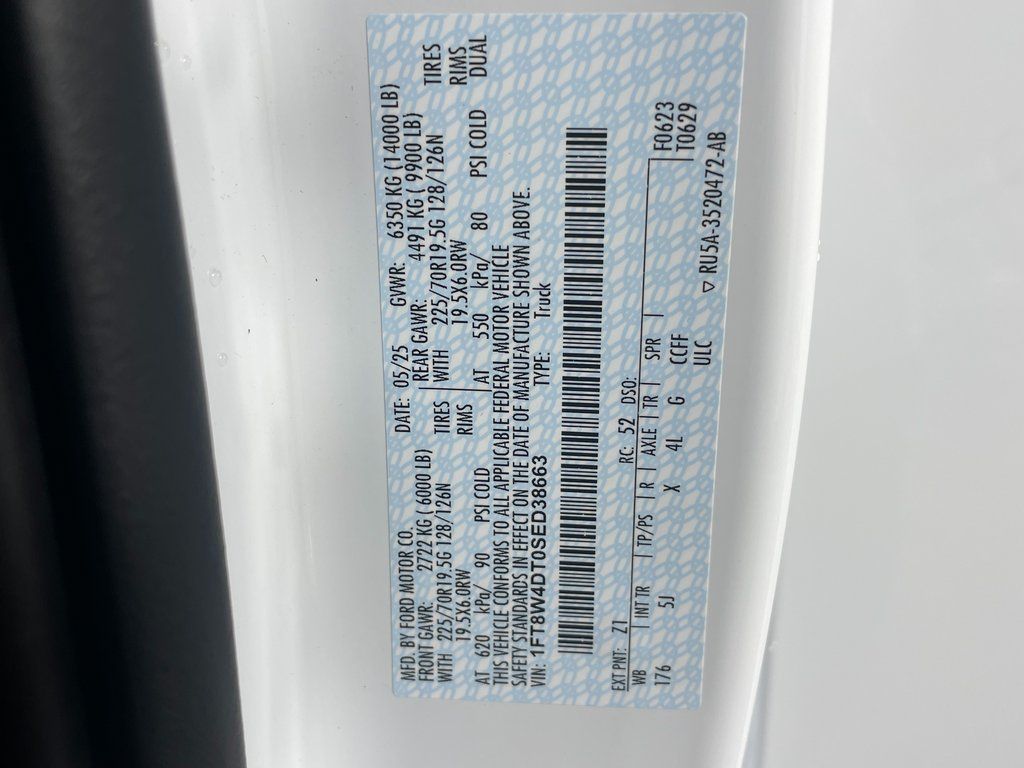 MFD. BY FORD MOTOR CO. DATE: 05/25 GVWR: 6350 KG (14000 LB)
FRONT GAWR: 2722 KG ( 6000 LB) REAR GAWR: 4491 KG ( 9900 LB)
WITH 225/70R19.5G 128/126N TIRES WITH 225/70R19.5G 128/126N TIRES
19.5X6.0RW RIMS 19.5X6.0RW RIMS
AT 620 kPa/ 90 PSI COLD AT 550 kPa/ 80 PSI COLD DUAL
THIS VEHICLE CONFORMS TO ALL APPLICABLE FEDERAL MOTOR VEHICLE
SAFETY STANDARDS IN EFFECT ON THE DATE OF MANUFACTURE SHOWN ABOVE.
VIN: 1FT8W4DT0SED38663 TYPE: Truck
EXT PNT: Z1 RC: 52 DSO:
WB INT TR TP/PS R AXLE TR SPR F0623
176 5J X 4L G CCFF T0629
ULC
▽ RU5A-3520472-AB